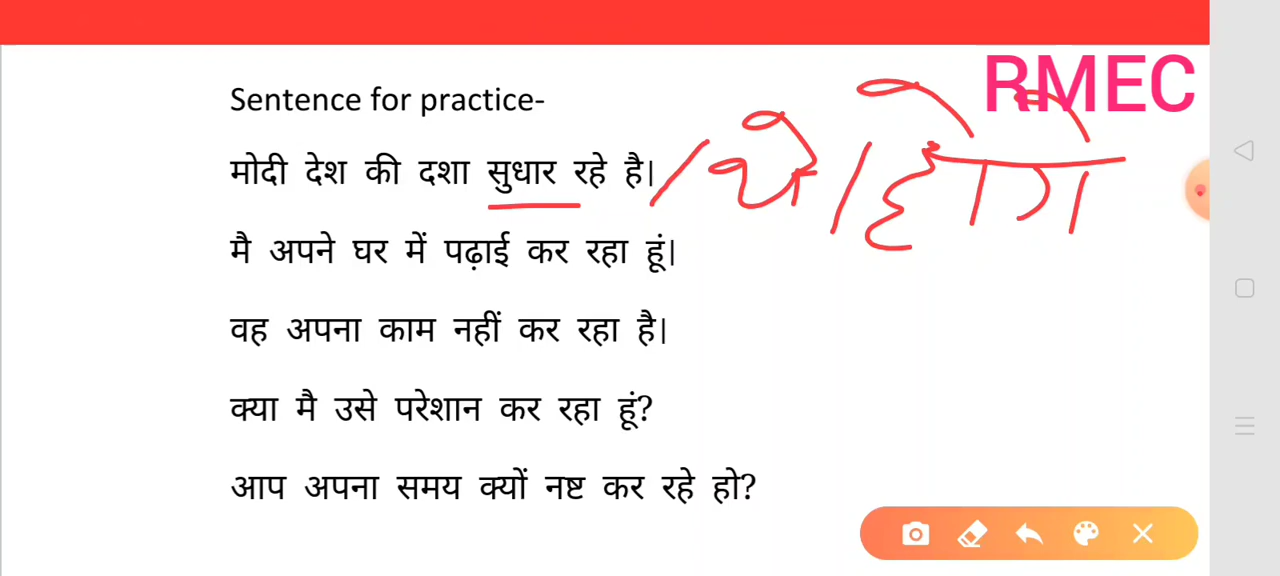 RMEC
Sentence for practice-
मोदी देश की दशा सुधार रहे है। / थे / होंगे
मै अपने घर में पढ़ाई कर रहा हूं।
वह अपना काम नहीं कर रहा है।
क्या मै उसे परेशान कर रहा हूं?
आप अपना समय क्यों नष्ट कर रहे हो?